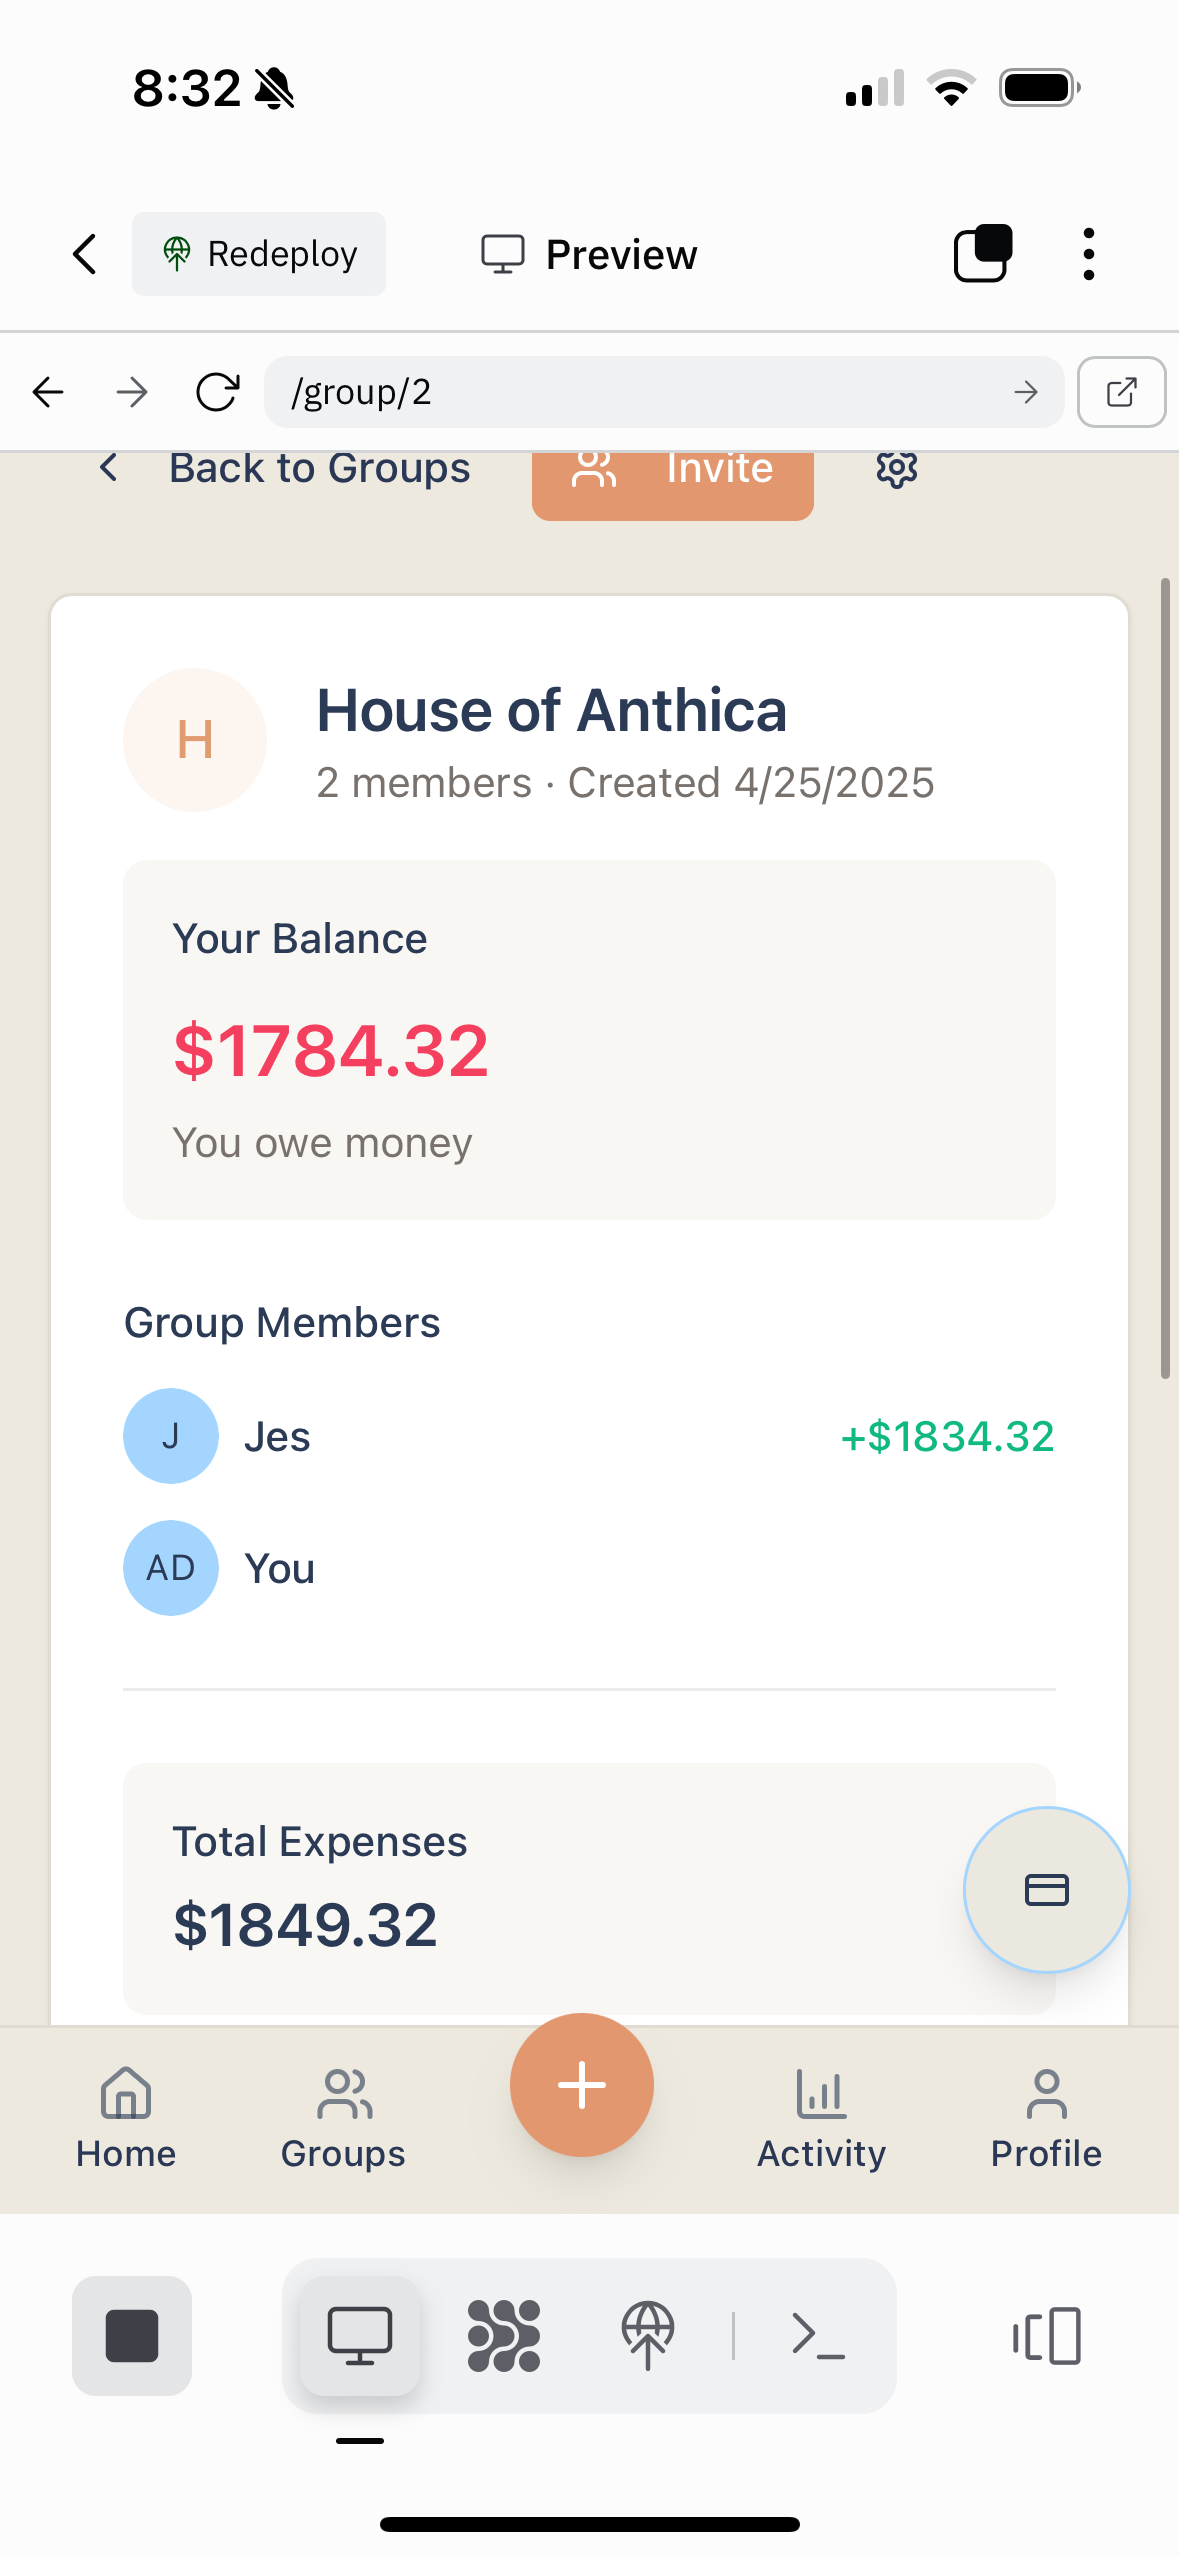 8:32
Redeploy
Preview
/group/2
Back to Groups
Invite
H
House of Anthica
2 members · Created 4/25/2025
Your Balance
$1784.32
You owe money
Group Members
J
Jes
+$1834.32
AD
You
Total Expenses
$1849.32
Home
Groups
Activity
Profile